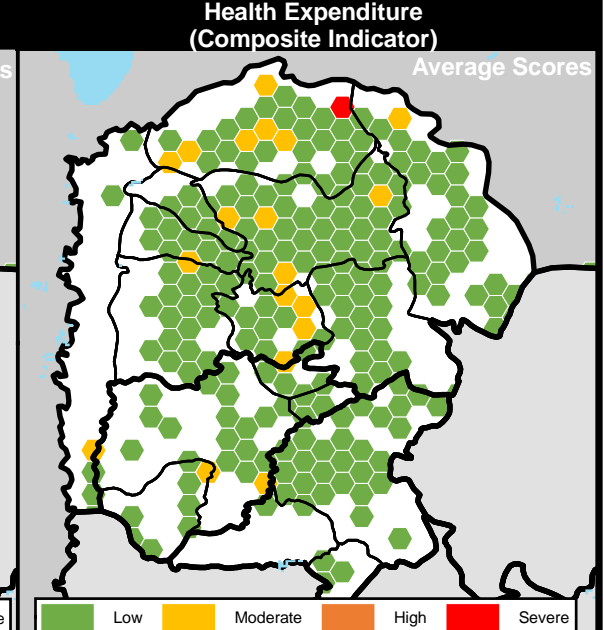 Health Expenditure
(Composite Indicator)
s
Average Scores
e
Low
Moderate
High
Severe